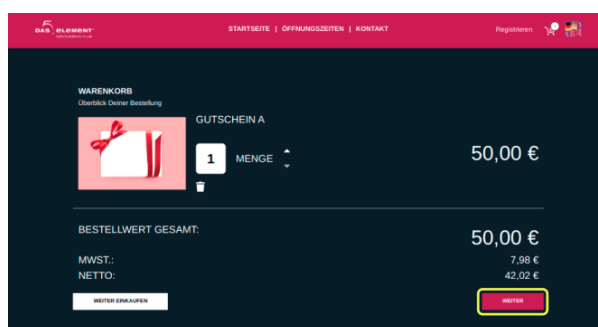 DAS 5 ELEMENT
STARTSEITE | ÖFFNUNGSZEITEN | KONTAKT
Registrieren
WARENKORB
Überblick Deiner Bestellung
GUTSCHEIN A
1 MENGE
50,00 €
BESTELLWERT GESAMT:
50,00 €
MWST.:
7,98 €
NETTO:
42,02 €
WEITER EINKAUFEN
WEITER